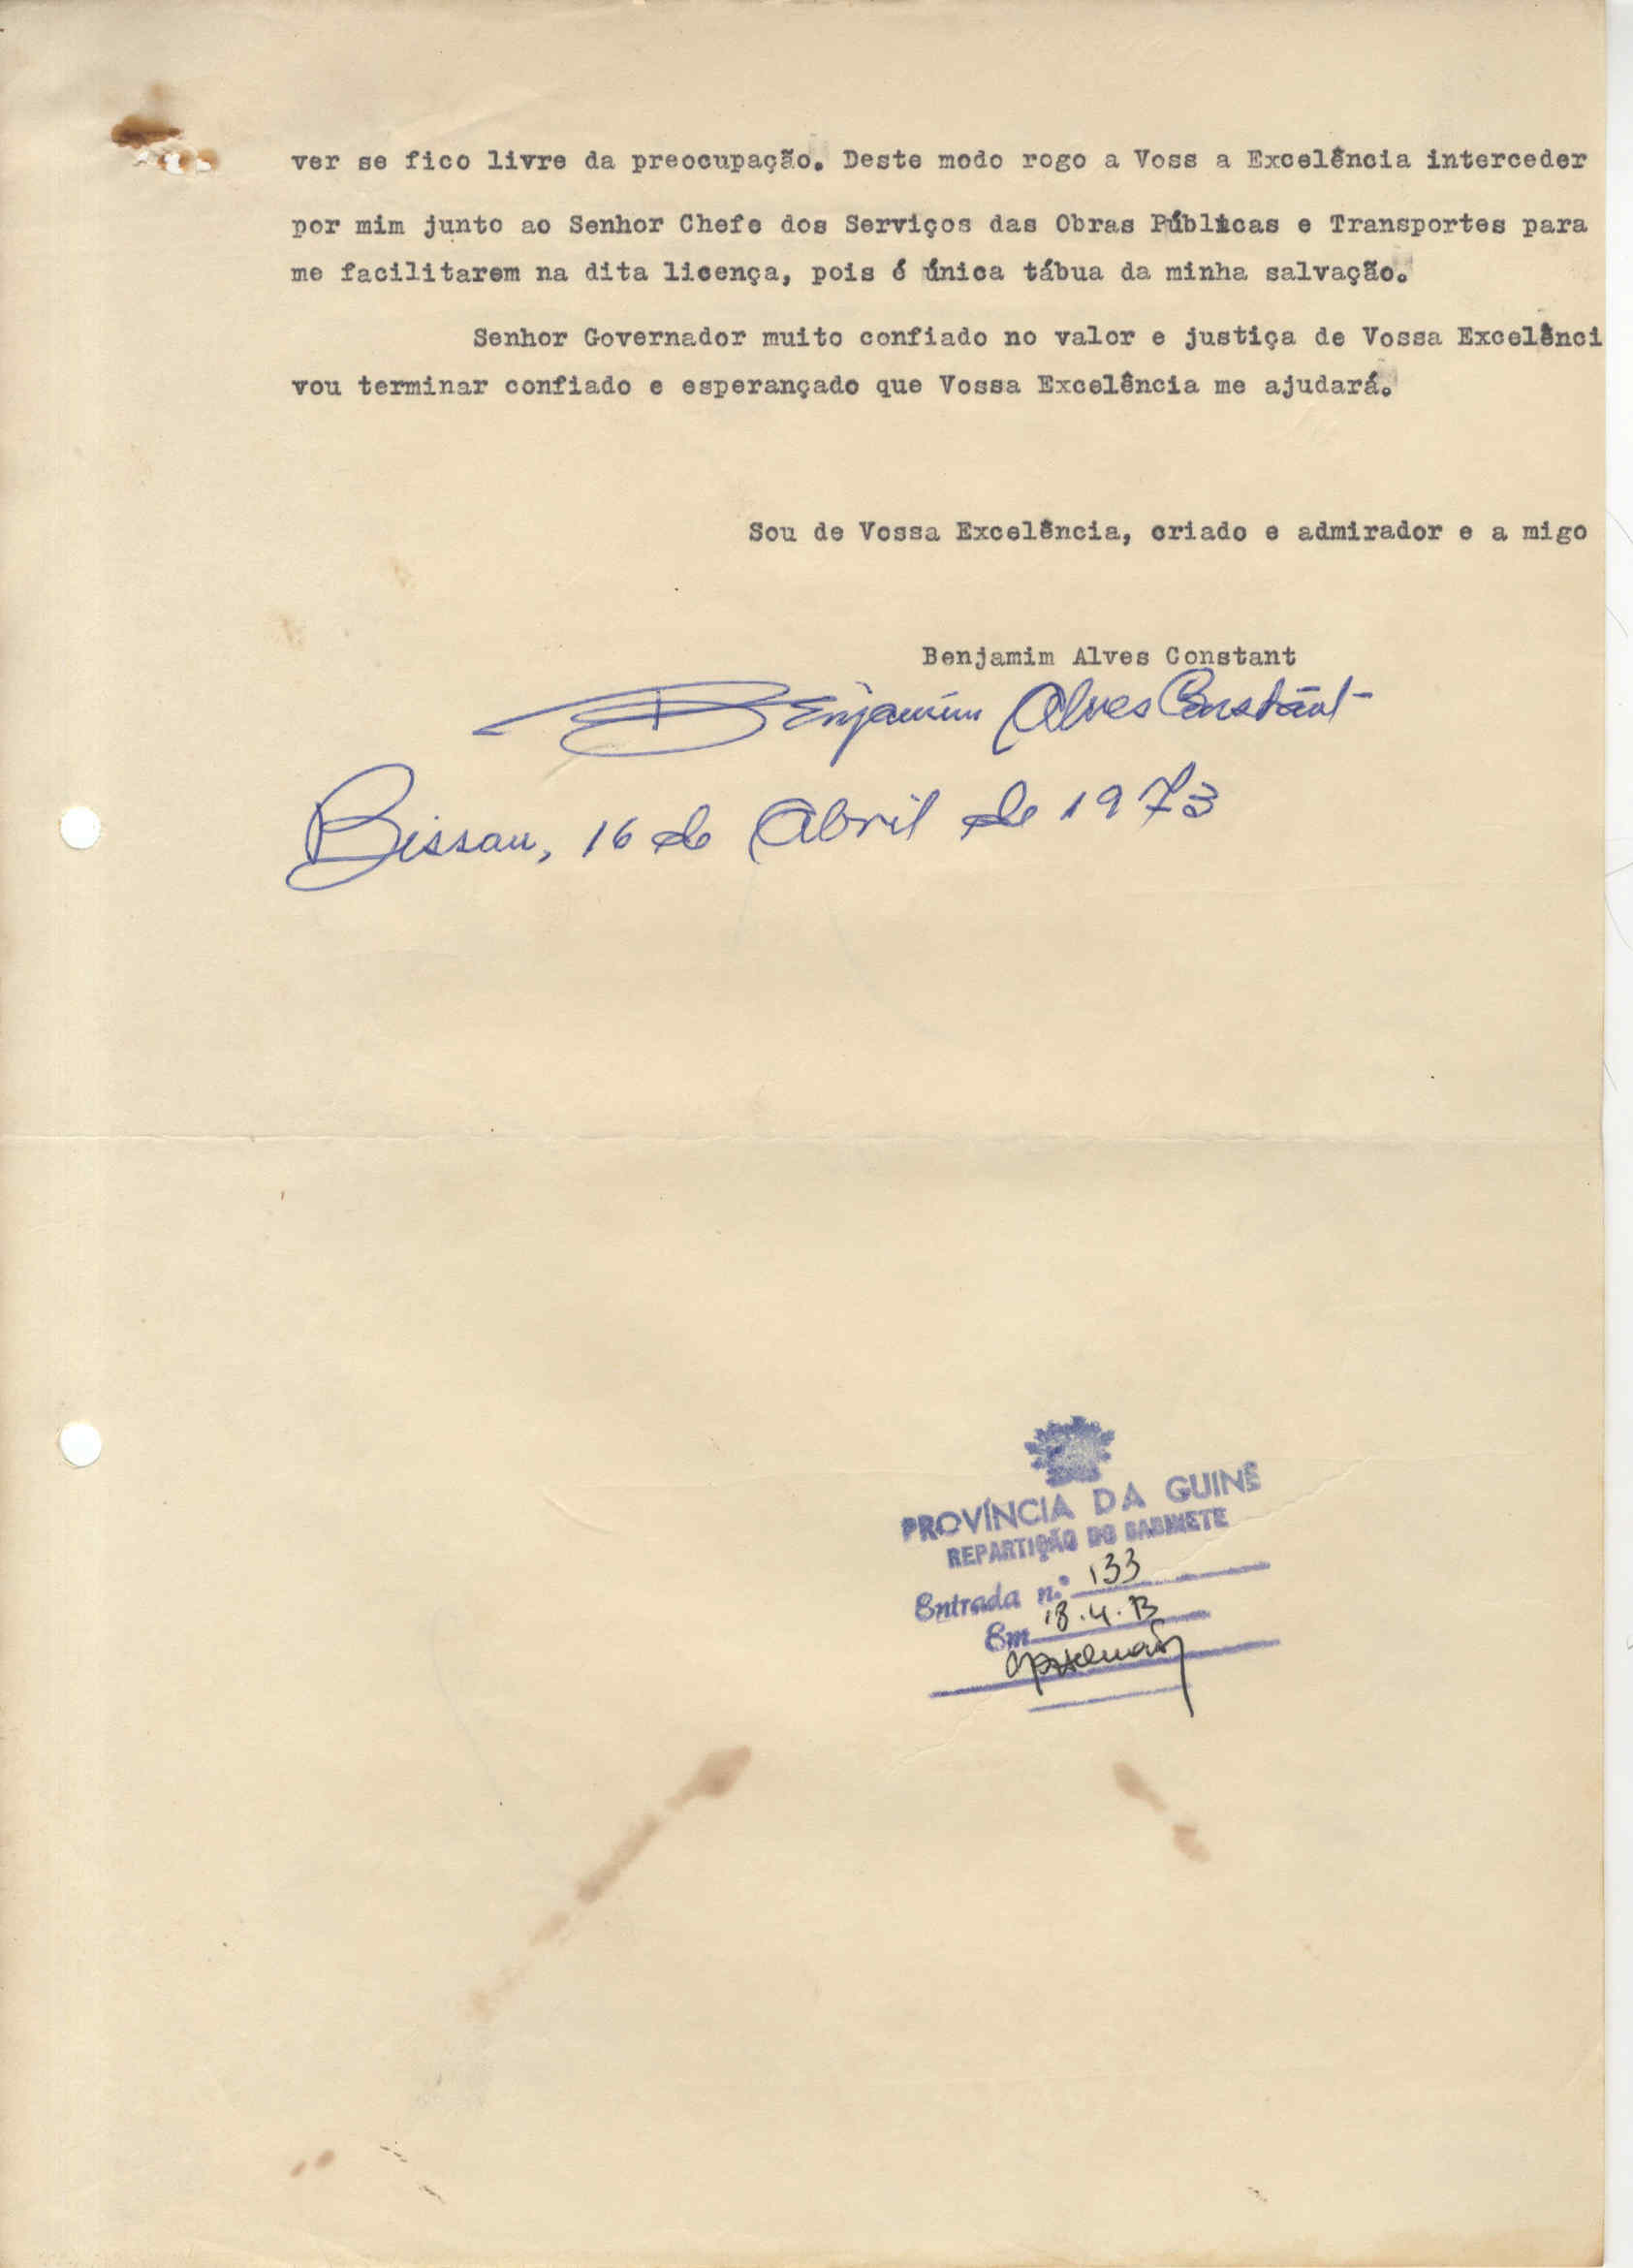 ver se fico livre da preocupação. Deste modo rogo a Voss a Excelência interceder
por mim junto ao Senhor Chefe dos Serviços das Obras Públicas e Transportes para
me facilitarem na dita licença, pois é única tábua da minha salvação.
Senhor Governador muito confiado no valor e justiça de Vossa Excelênci
vou terminar confiado e esperançado que Vossa Excelência me ajudará.
Sou de Vossa Excelência, criado e admirador e a migo
Benjamim Alves Constant
Benjamim Alves Constant
Bissau, 16 de Abril de 1973
PROVÍNCIA DA GUINÉ
REPARTIÇÃO DO GABINETE
Entrada n.º 133
Em 18.4.73